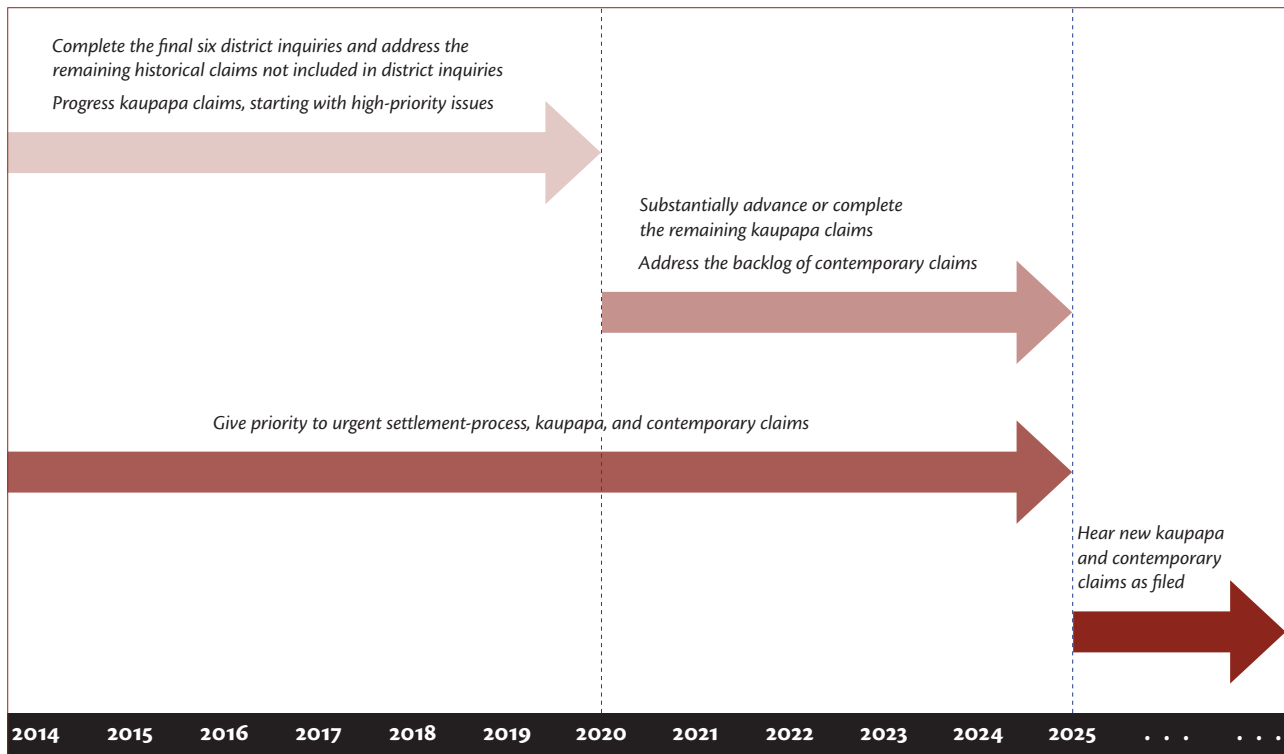 Complete the final six district inquiries and address the
remaining historical claims not included in district inquiries
Progress kaupapa claims, starting with high-priority issues
Substantially advance or complete
the remaining kaupapa claims
Address the backlog of contemporary claims
Give priority to urgent settlement-process, kaupapa, and contemporary claims
Hear new kaupapa
and contemporary
claims as filed
2014 2015 2016 2017 2018 2019 2020 2021 2022 2023 2024 2025 . . . . . .